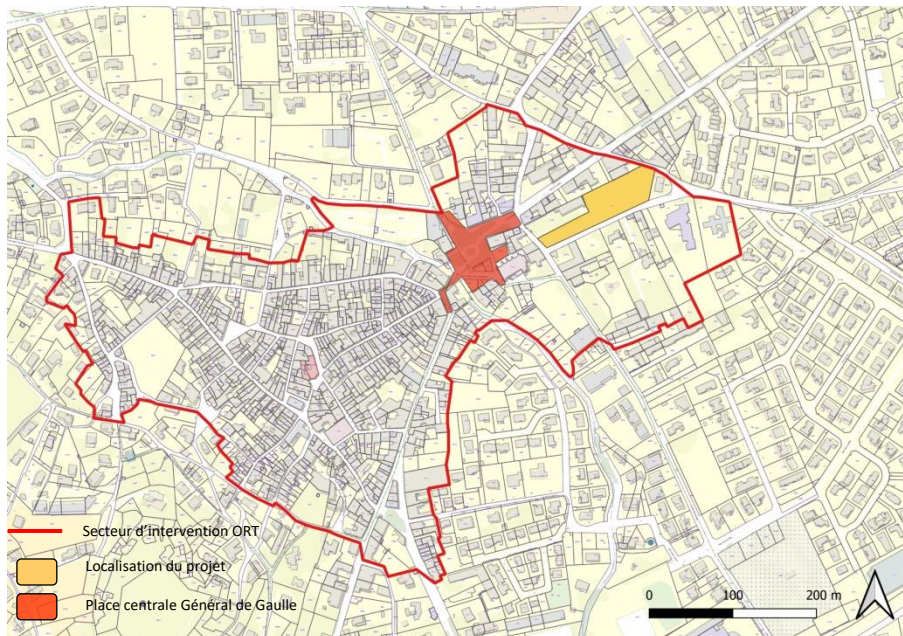 Secteur d'intervention ORT
Localisation du projet
Place centrale Général de Gaulle
0 100 200 m